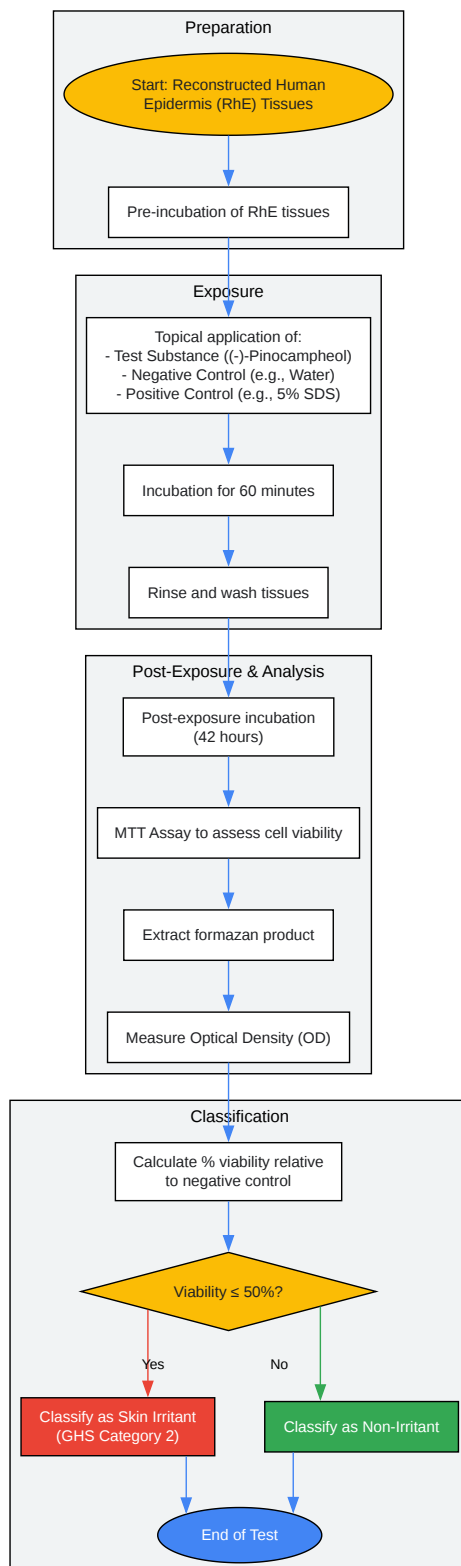 Preparation
Start: Reconstructed Human
Epidermis (RhE) Tissues
Pre-incubation of RhE tissues
Exposure
Topical application of:
- Test Substance ((-)-Pinocampheol)
- Negative Control (e.g., Water)
- Positive Control (e.g., 5% SDS)
Incubation for 60 minutes
Rinse and wash tissues
Post-Exposure & Analysis
Post-exposure incubation
(42 hours)
MTT Assay to assess cell viability
Extract formazan product
Measure Optical Density (OD)
Classification
Calculate % viability relative
to negative control
Viability ≤ 50%?
Yes
No
Classify as Skin Irritant
(GHS Category 2)
Classify as Non-Irritant
End of Test